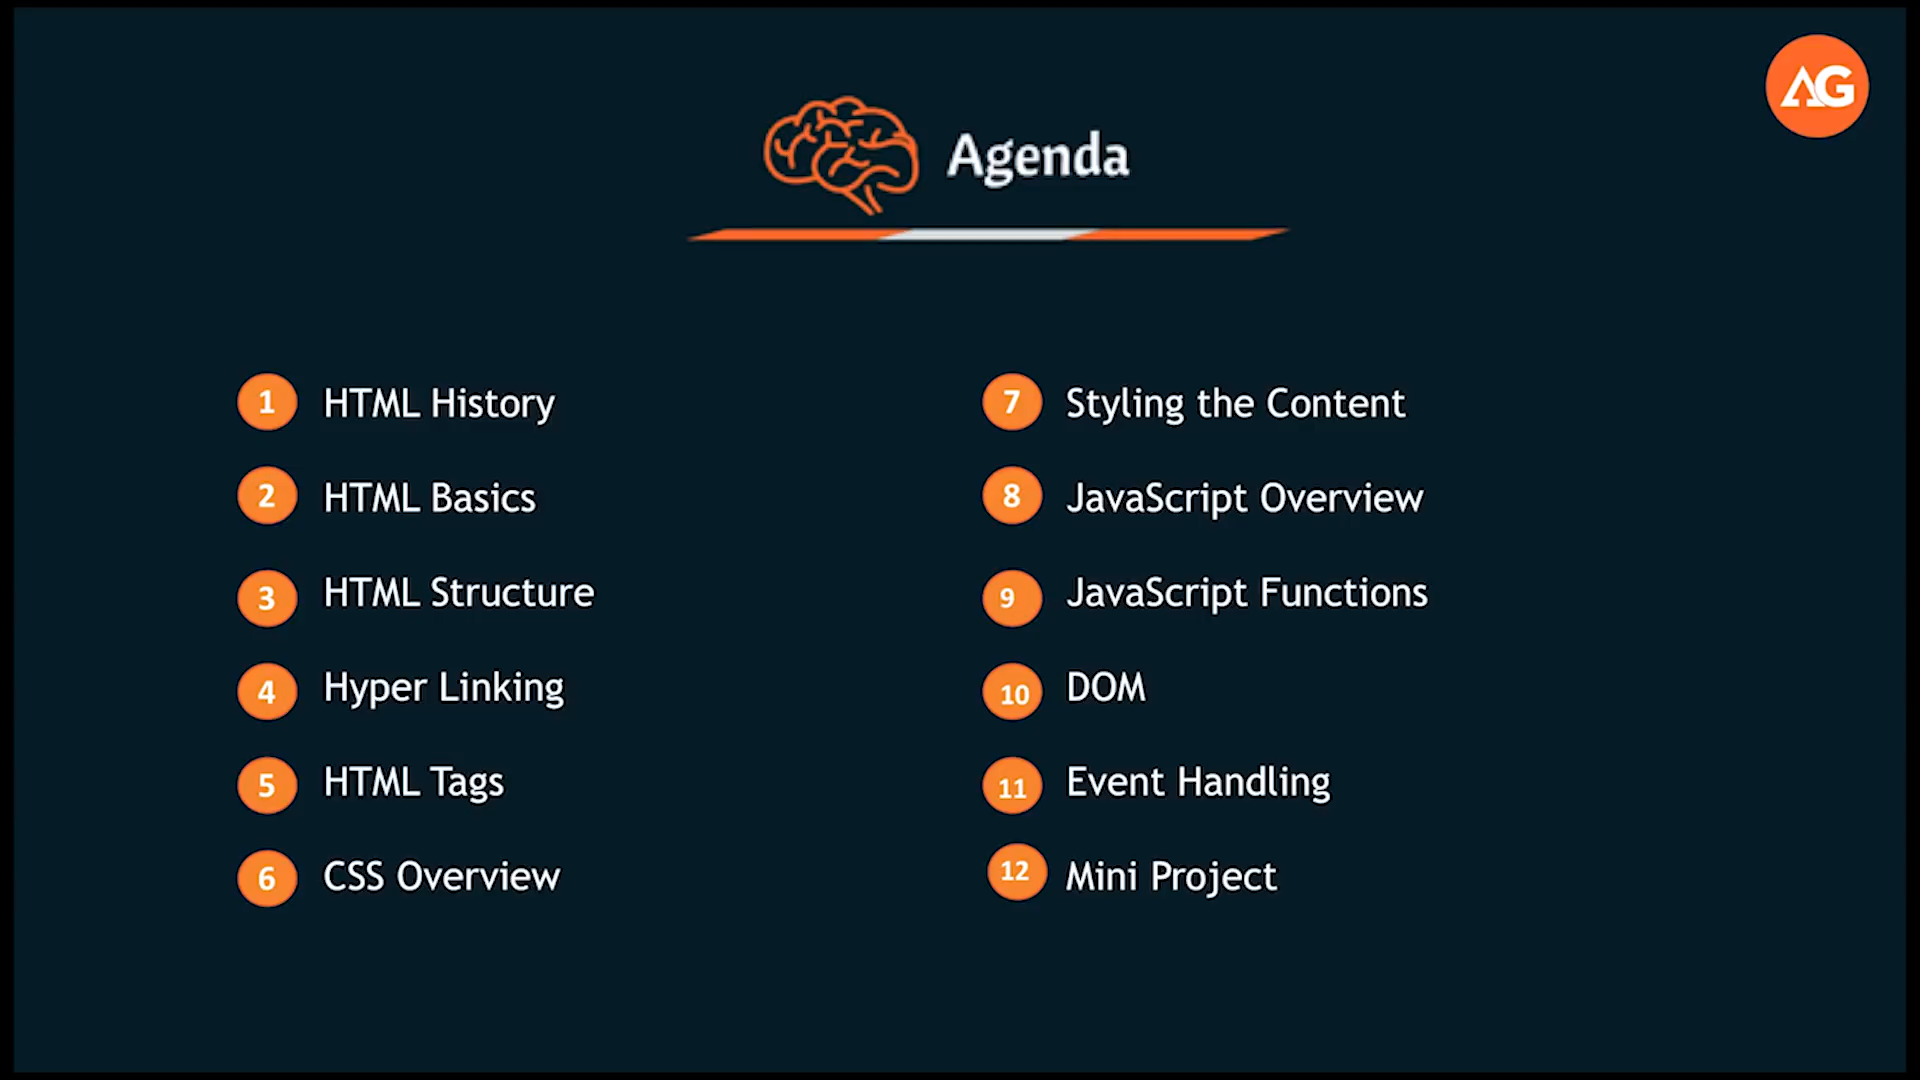 AG
Agenda
1 HTML History
2 HTML Basics
3 HTML Structure
4 Hyper Linking
5 HTML Tags
6 CSS Overview
7 Styling the Content
8 JavaScript Overview
9 JavaScript Functions
10 DOM
11 Event Handling
12 Mini Project